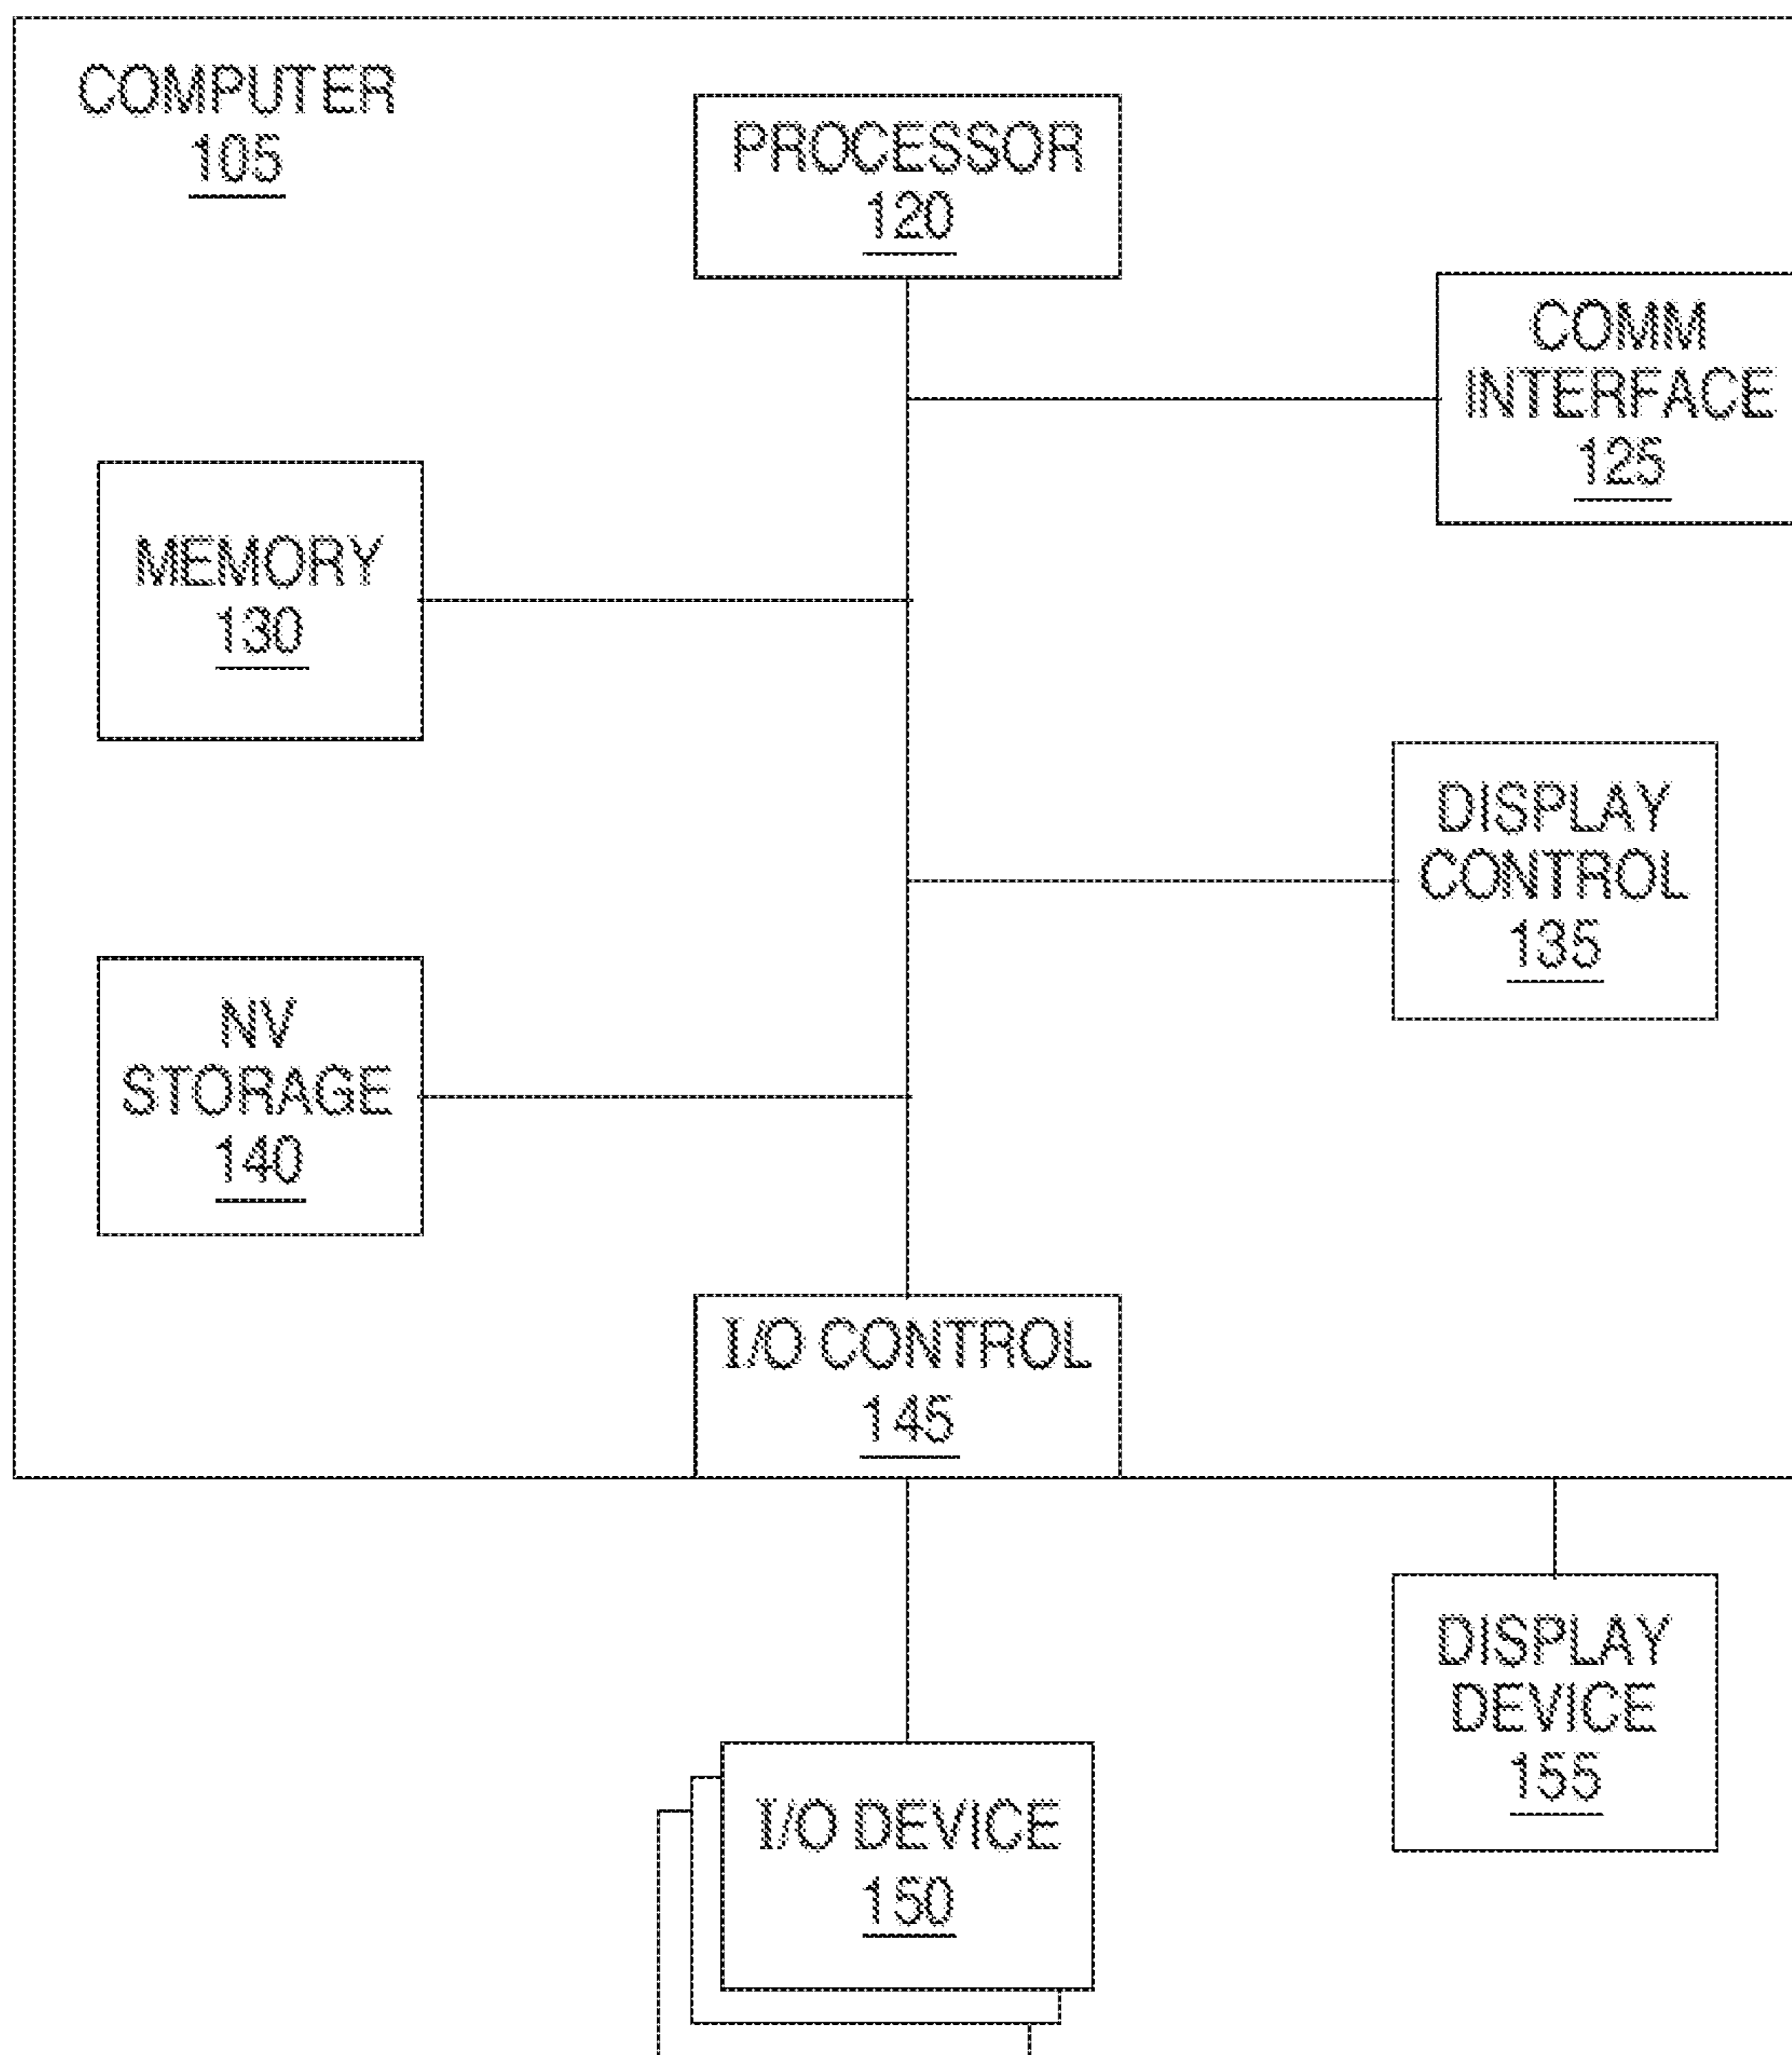 COMPUTER
105
PROCESSOR
120
COMM
INTERFACE
125
MEMORY
130
DISPLAY
CONTROL
135
NV
STORAGE
140
I/O CONTROL
145
DISPLAY
DEVICE
155
I/O DEVICE
150